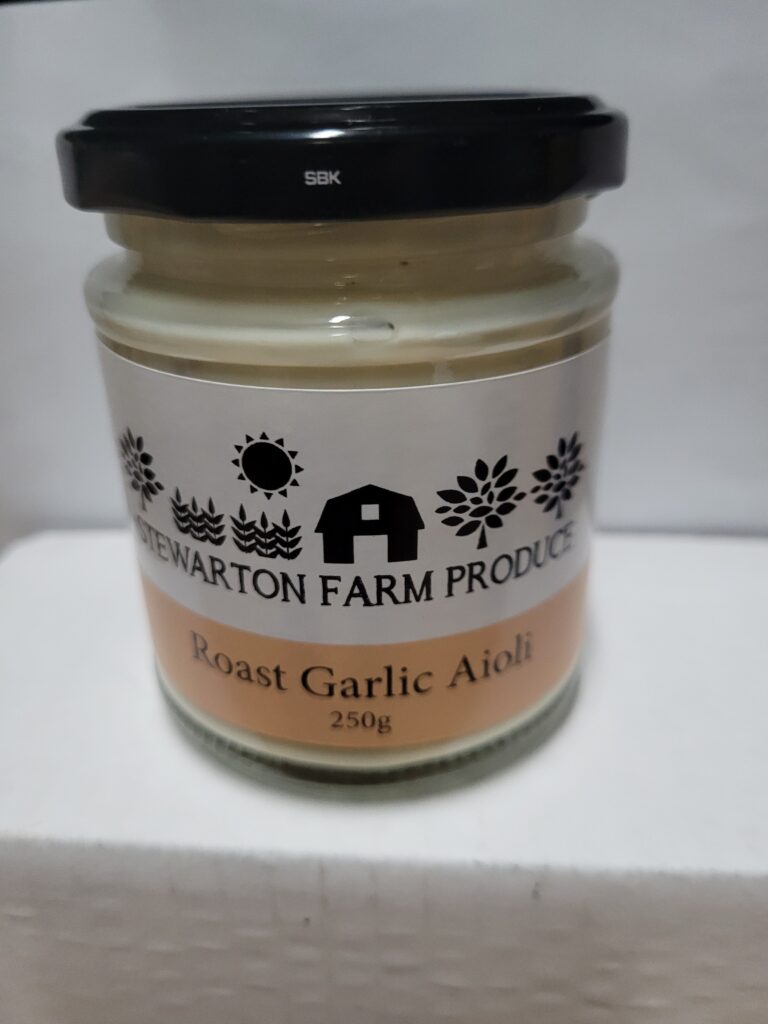 SBK
STEWARTON FARM PRODUCE
Roast Garlic Aioli
250g